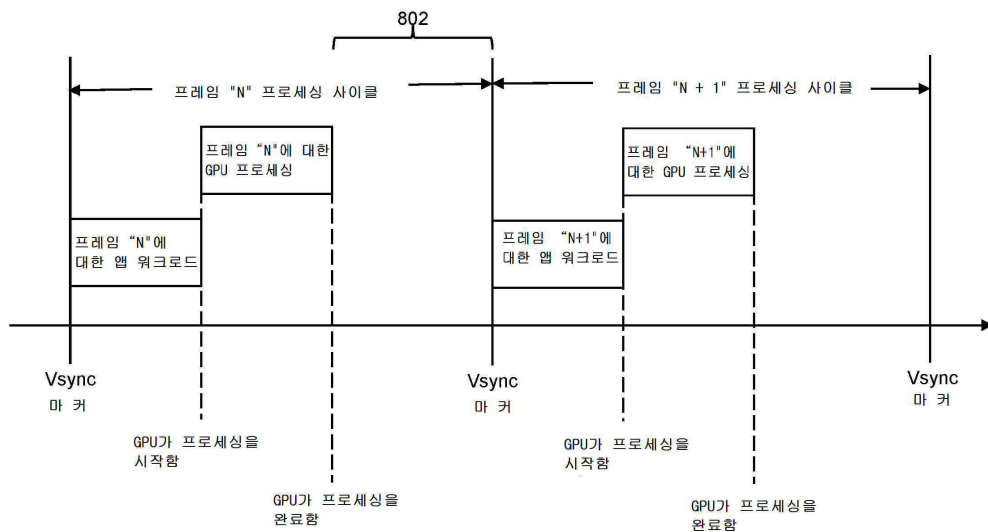 802
프레임 "N" 프로세싱 사이클
프레임 "N + 1" 프로세싱 사이클
프레임 “N"에 대한
GPU 프로세싱
프레임 “N+1"에
대한 GPU 프로세싱
프레임 “N"에
대한 앱 워크로드
프레임 “N+1"에
대한 앱 워크로드
Vsync
마 커
Vsync
마 커
Vsync
마 커
GPU가 프로세싱을
시작함
GPU가 프로세싱을
시작함
GPU가 프로세싱을
완료함
GPU가 프로세싱을
완료함